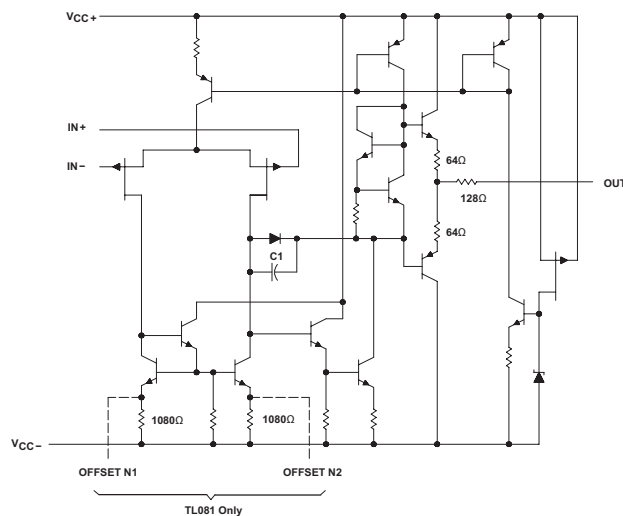 VCC+
IN+
IN−
64Ω
128Ω
OUT
64Ω
C1
1080Ω
1080Ω
VCC−
OFFSET N1
OFFSET N2
TL081 Only